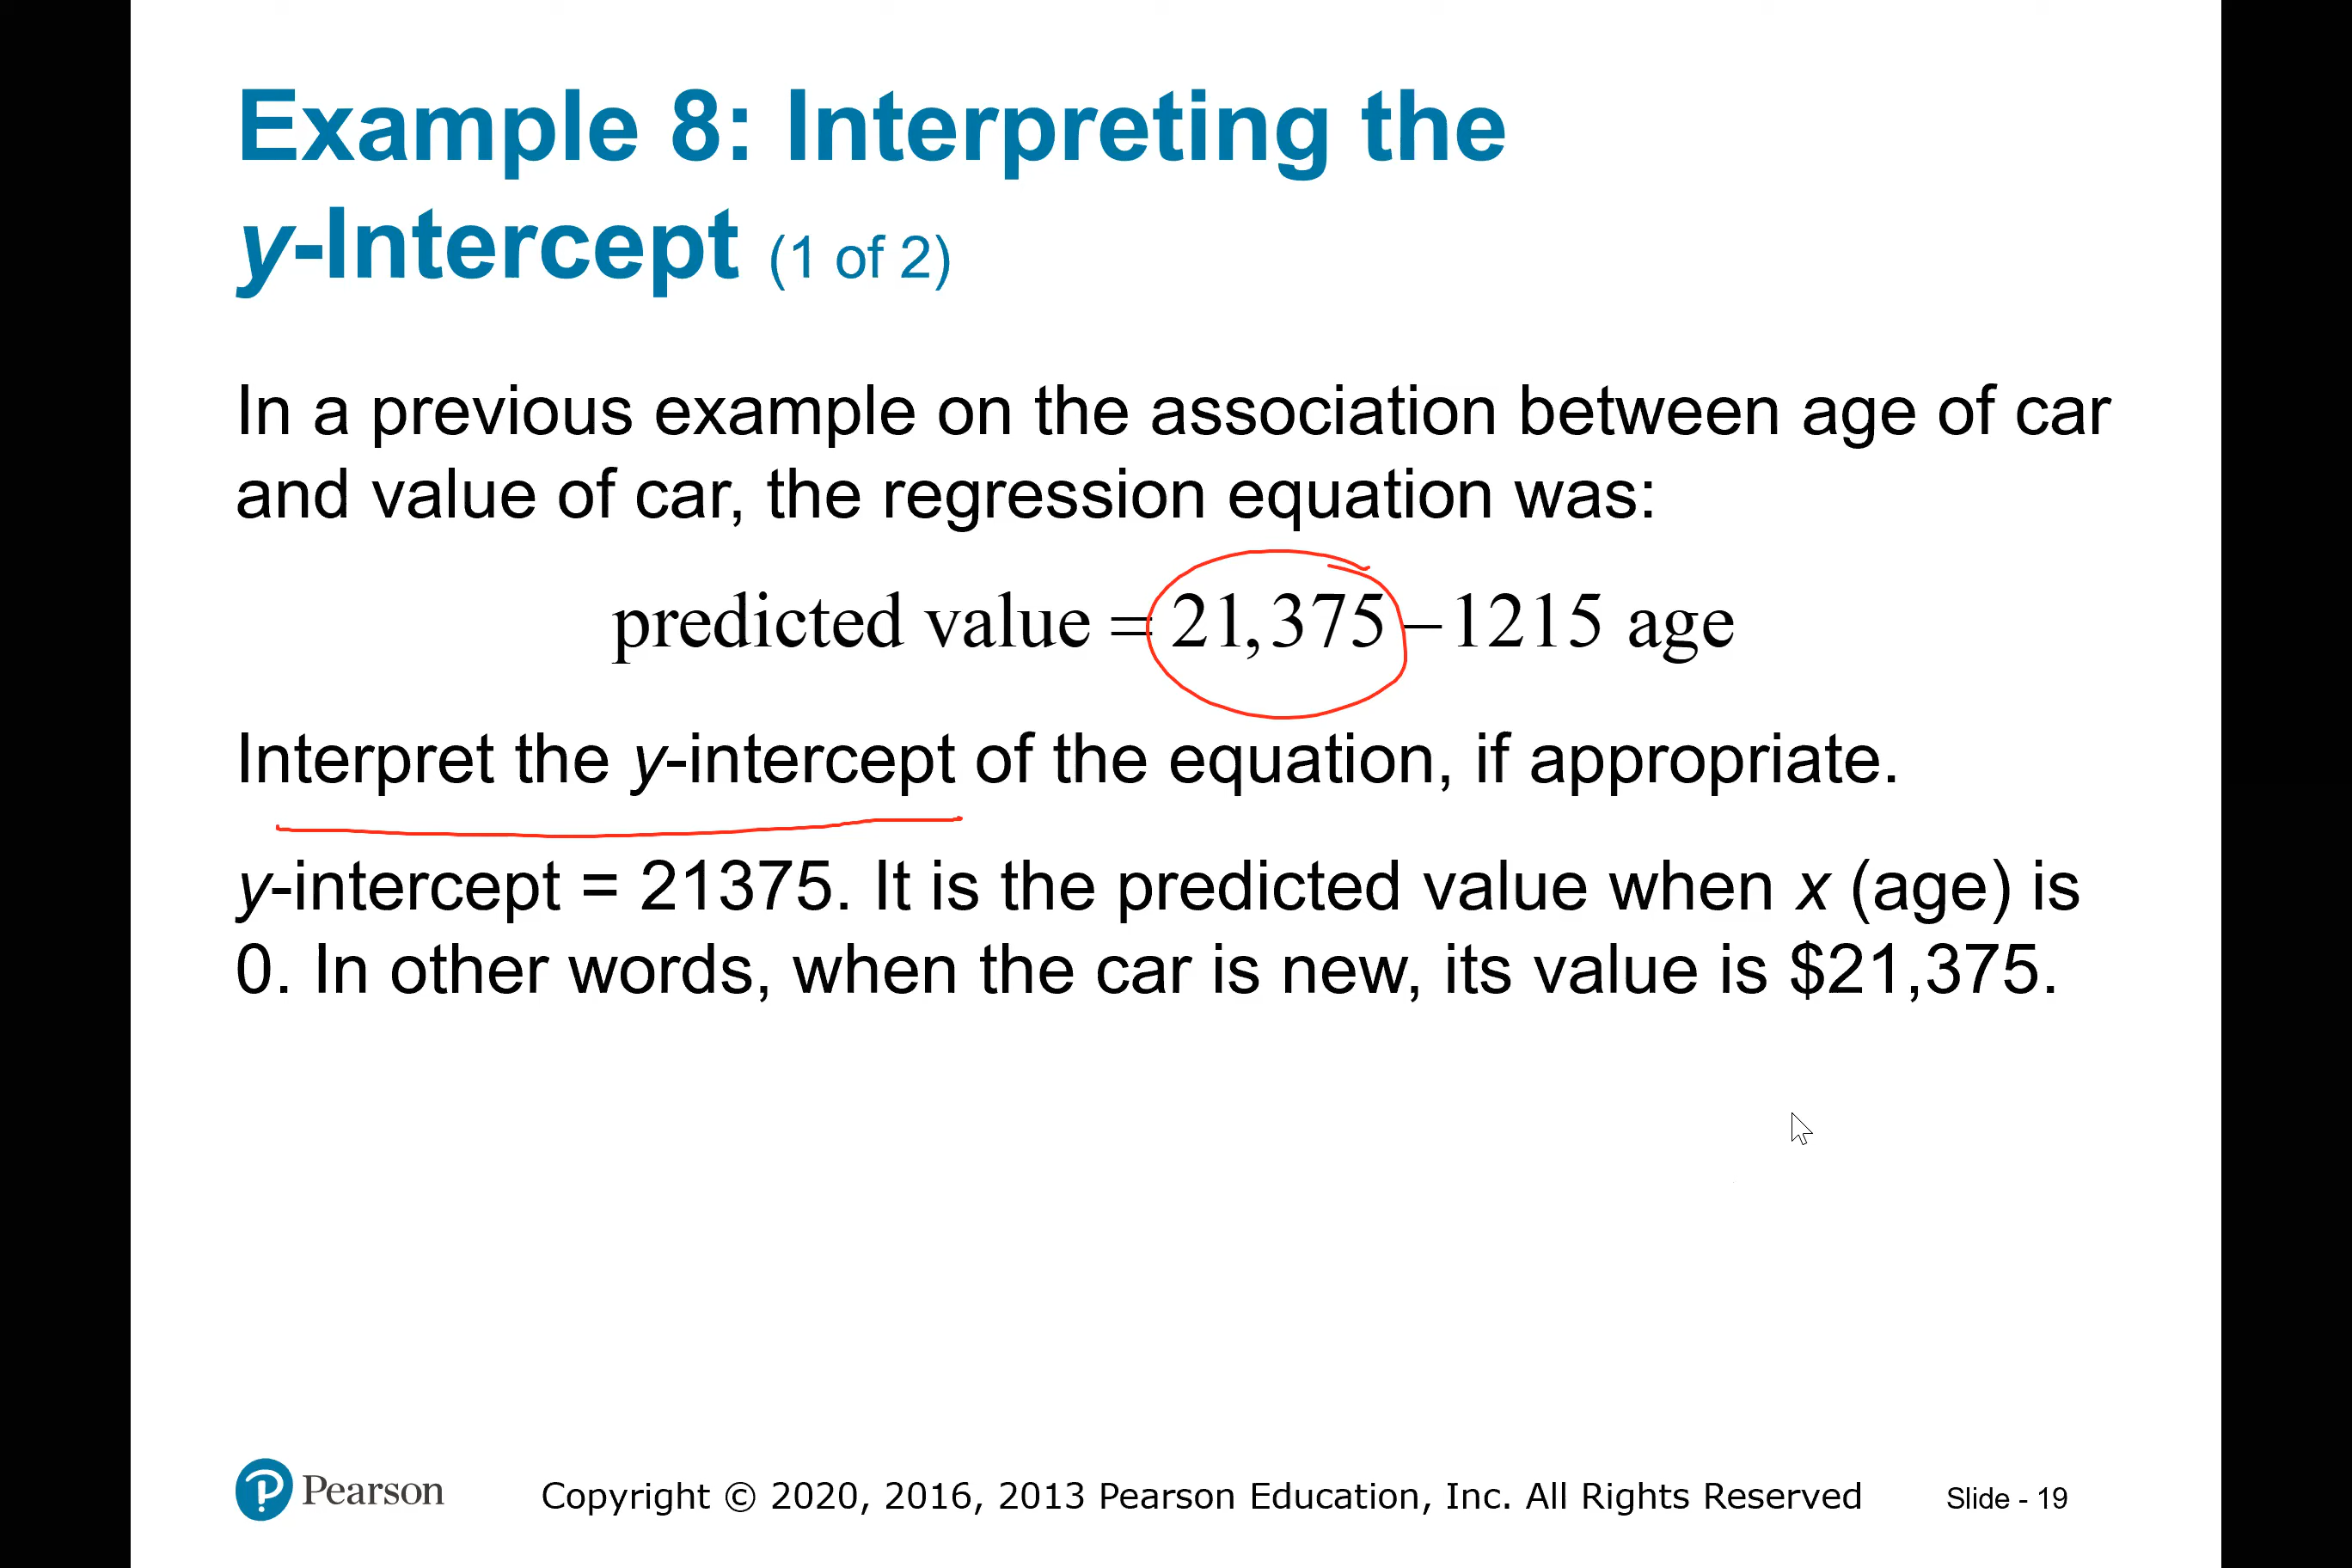 Example 8: Interpreting the
y-Intercept (1 of 2)
In a previous example on the association between age of car
and value of car, the regression equation was:
predicted value = 21,375 − 1215 age
Interpret the y-intercept of the equation, if appropriate.
y-intercept = 21375. It is the predicted value when x (age) is
0. In other words, when the car is new, its value is $21,375.
Pearson Copyright © 2020, 2016, 2013 Pearson Education, Inc. All Rights Reserved Slide - 19